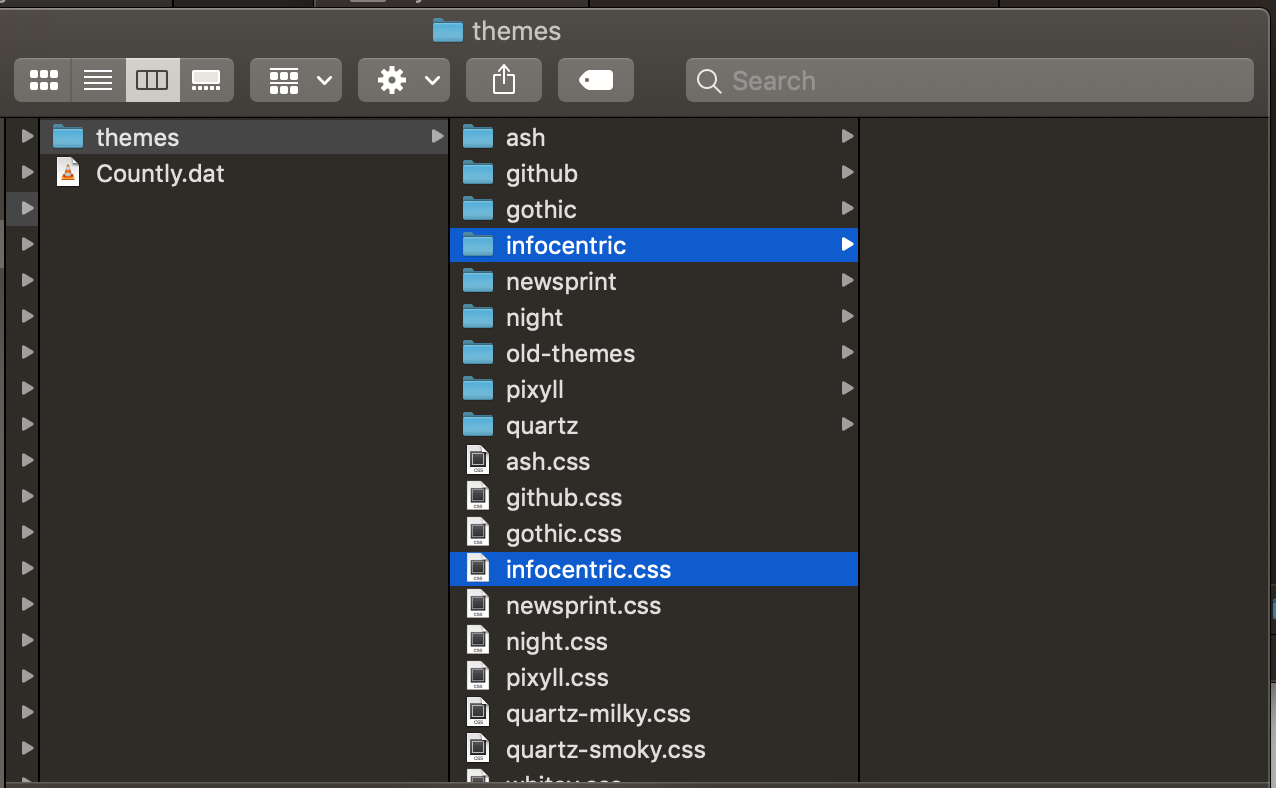 themes
Search
themes
Countly.dat
ash
github
gothic
infocentric
newsprint
night
old-themes
pixyll
quartz
ash.css
github.css
gothic.css
infocentric.css
newsprint.css
night.css
pixyll.css
quartz-milky.css
quartz-smoky.css